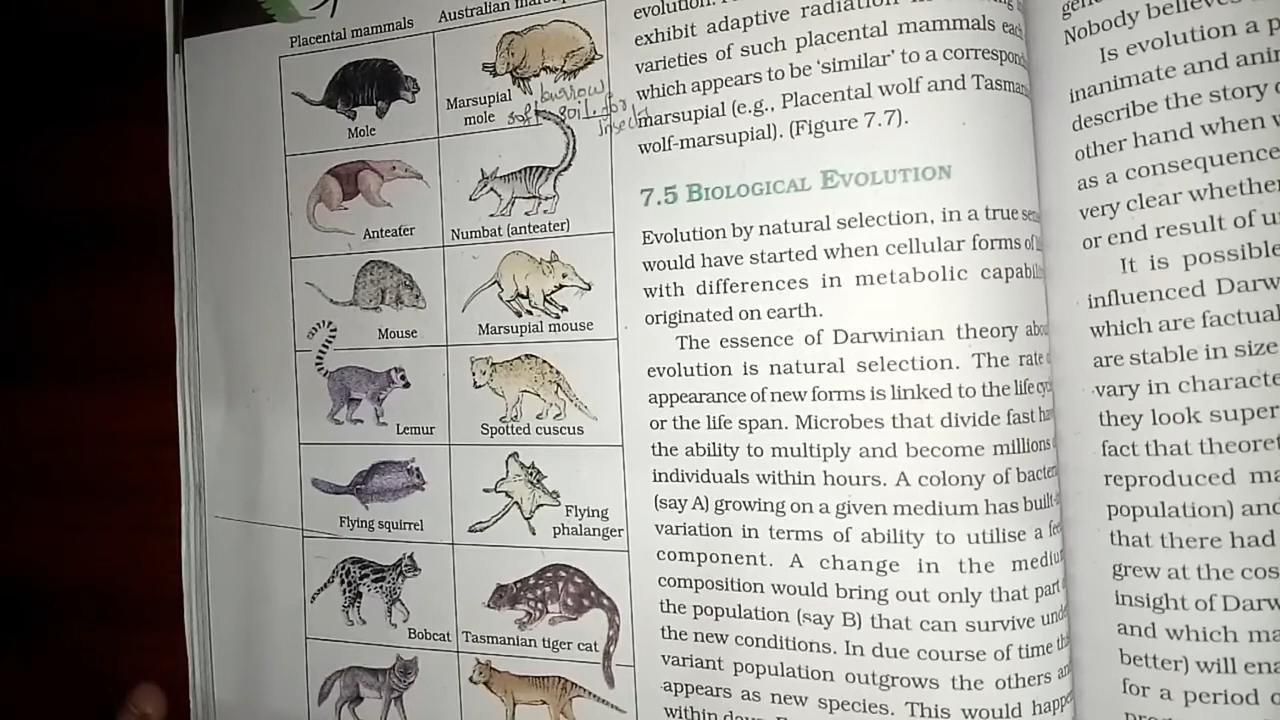 Placental mammals
Australian
Mole
Marsupial
mole
burrow
soft soil for
Anteater
Numbat (anteater)
Mouse
Marsupial mouse
Lemur
Spotted cuscus
Flying squirrel
Flying
phalanger
Bobcat
Tasmanian tiger cat
evolution.
exhibit adaptive radiation
varieties of such placental mammals each
which appears to be 'similar' to a correspond
marsupial (e.g., Placental wolf and Tasman
wolf-marsupial). (Figure 7.7).
7.5 BIOLOGICAL EVOLUTION
Evolution by natural selection, in a true
would have started when cellular forms of
with differences in metabolic capabil
originated on earth.
The essence of Darwinian theory abou
evolution is natural selection. The rate
appearance of new forms is linked to the life cy
or the life span. Microbes that divide fast
the ability to multiply and become millions
individuals within hours. A colony of bacter
(say A) growing on a given medium has built-
variation in terms of ability to utilise a
component. A change in the medium
composition would bring out only that part
the population (say B) that can survive und
the new conditions. In due course of time
variant population outgrows the others
appears as new species. This would happe
within
Nobody believe
Is evolution a p
inanimate and ani
describe the story
other hand when
as a consequence
very clear whether
or end result of u
It is possible
influenced Darw
which are factual
are stable in size
vary in characte
they look super
fact that theoret
reproduced ma
population) and
that there had
grew at the cos
insight of Darw
and which ma
better) will ena
for a period